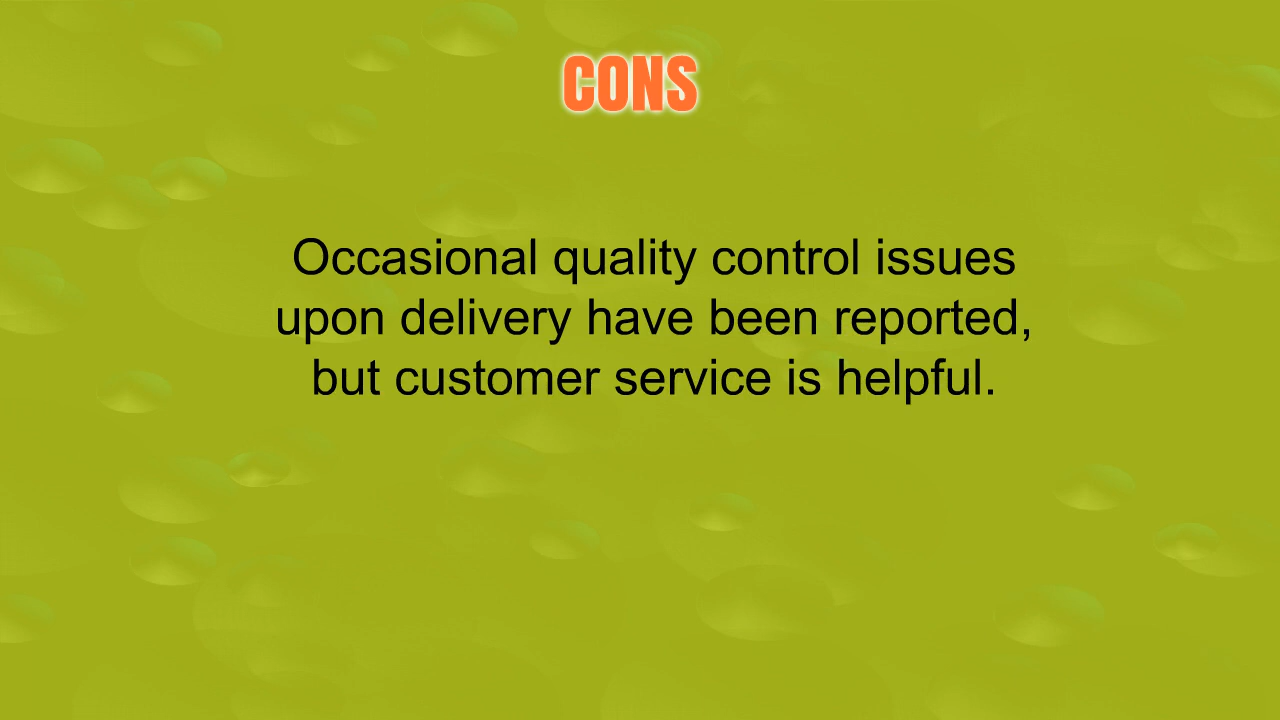 CONS
Occasional quality control issues
upon delivery have been reported,
but customer service is helpful.